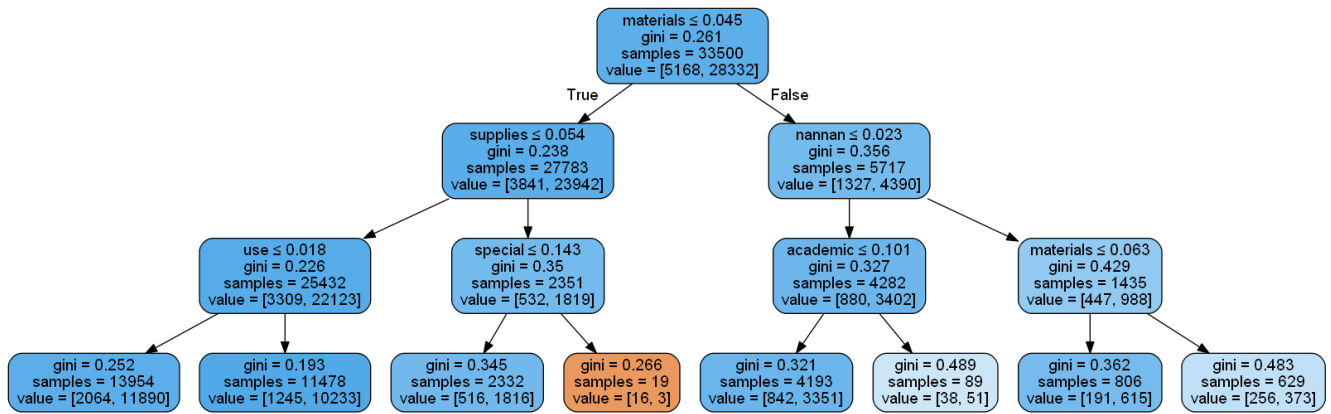 materials ≤ 0.045
gini = 0.261
samples = 33500
value = [5168, 28332]
True
False
supplies ≤ 0.054
gini = 0.238
samples = 27783
value = [3841, 23942]
nannan ≤ 0.023
gini = 0.356
samples = 5717
value = [1327, 4390]
use ≤ 0.018
gini = 0.226
samples = 25432
value = [3309, 22123]
special ≤ 0.143
gini = 0.35
samples = 2351
value = [532, 1819]
academic ≤ 0.101
gini = 0.327
samples = 4282
value = [880, 3402]
materials ≤ 0.063
gini = 0.429
samples = 1435
value = [447, 988]
gini = 0.252
samples = 13954
value = [2064, 11890]
gini = 0.193
samples = 11478
value = [1245, 10233]
gini = 0.345
samples = 2332
value = [516, 1816]
gini = 0.266
samples = 19
value = [16, 3]
gini = 0.321
samples = 4193
value = [842, 3351]
gini = 0.489
samples = 89
value = [38, 51]
gini = 0.362
samples = 806
value = [191, 615]
gini = 0.483
samples = 629
value = [256, 373]